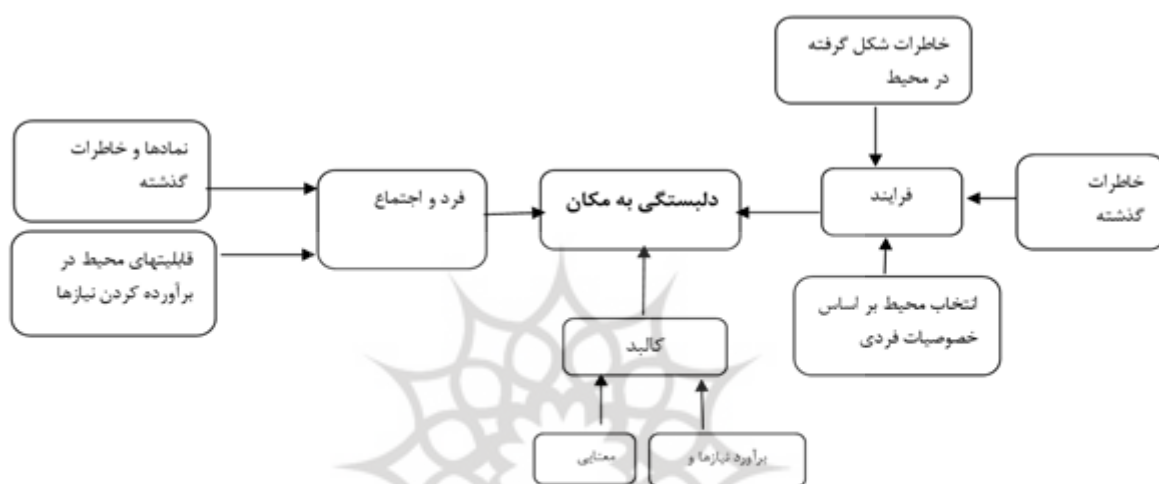 خاطرات شکل گرفته
در محیط
نمادها و خاطرات
گذشته
فرد و اجتماع
دلبستگی به مکان
فرایند
خاطرات
گذشته
قابلیتهای محیط در
برآورده کردن نیازها
انتخاب محیط بر اساس
خصوصیات فردی
کالبد
برآورد نیازها و
معنایی